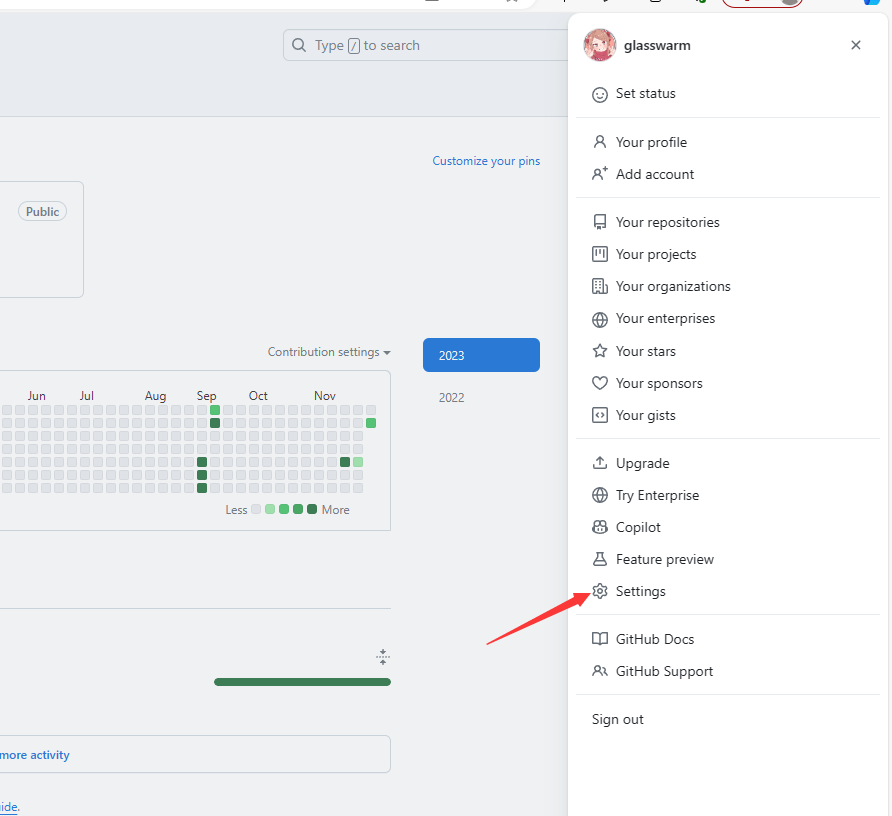 Type / to search
Customize your pins
Public
Contribution settings
2023
2022
Jun Jul Aug Sep Oct Nov
Less More
more activity
ide.
glasswarm
Set status
Your profile
Add account
Your repositories
Your projects
Your organizations
Your enterprises
Your stars
Your sponsors
Your gists
Upgrade
Try Enterprise
Copilot
Feature preview
Settings
GitHub Docs
GitHub Support
Sign out